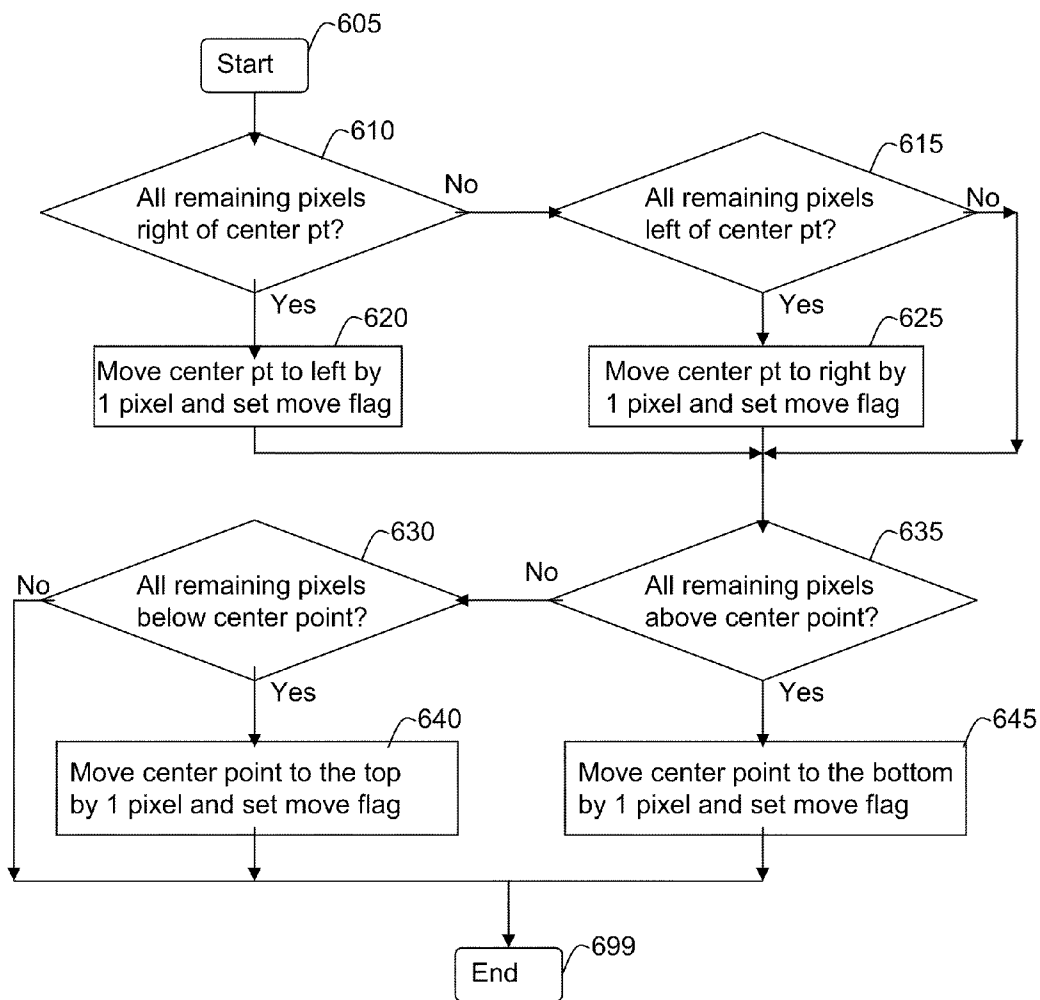 605
Start
610
All remaining pixels
right of center pt?
No
615
All remaining pixels
left of center pt?
No
Yes
Yes
620
Move center pt to left by
1 pixel and set move flag
625
Move center pt to right by
1 pixel and set move flag
635
All remaining pixels
above center point?
No
630
All remaining pixels
below center point?
No
Yes
Yes
640
Move center point to the top
by 1 pixel and set move flag
645
Move center point to the bottom
by 1 pixel and set move flag
699
End